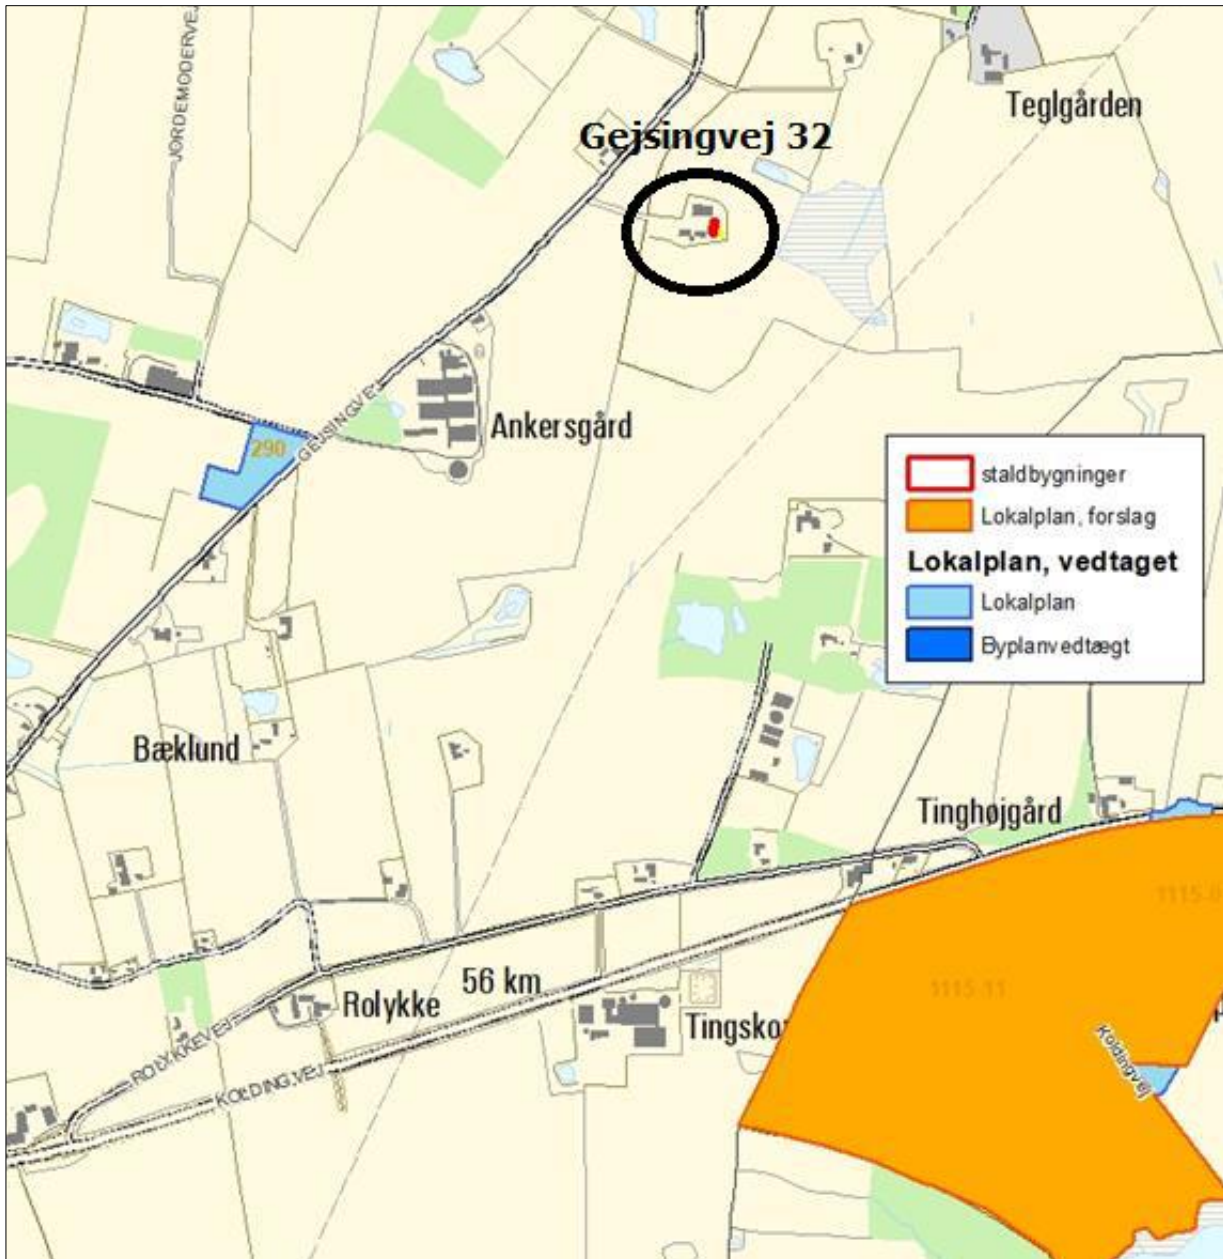 JORDEMODERVEJ
Teglgården
Gejsingvej 32
GEJSINGVEJ
Ankersgård
290
staldbygninger
Lokalplan, forslag
Lokalplan, vedtaget
Lokalplan
Byplanvedtægt
Bæklund
Tinghøjgård
56 km
Rolykke
1115-11
Tingsko
Koldingvej
ROLYKKEVEJ
KOLDINGVEJ